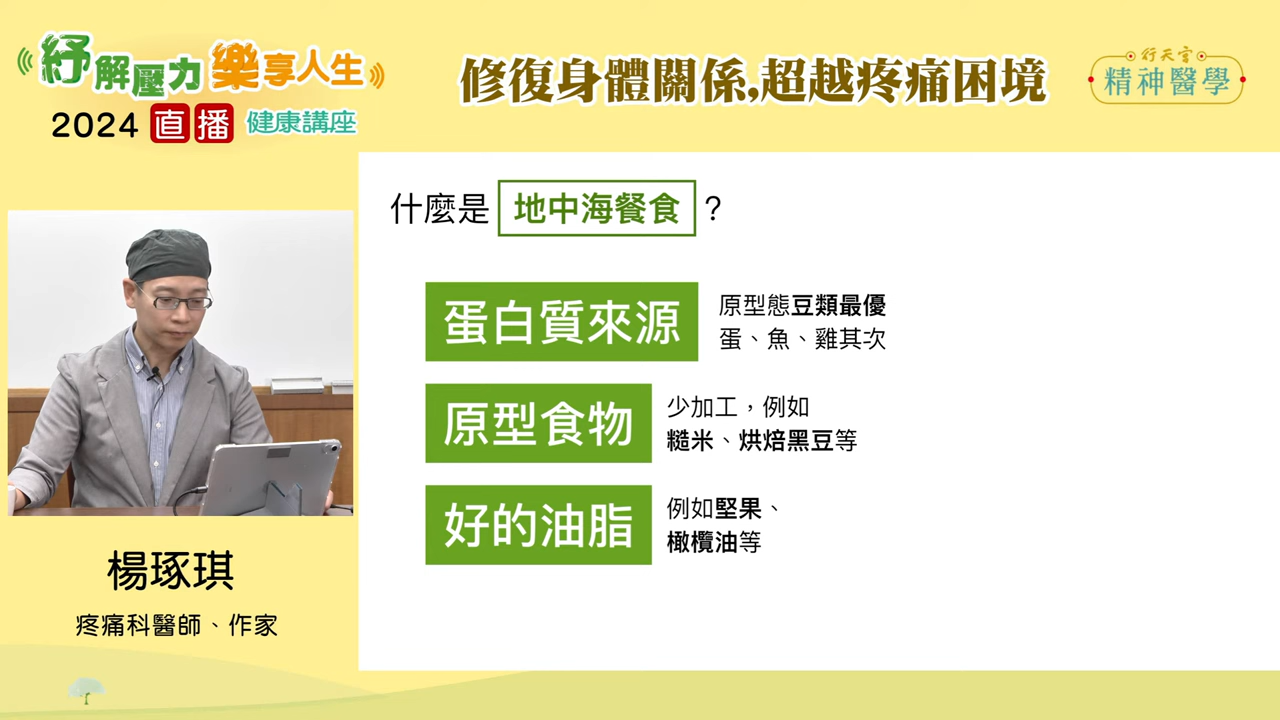 紓解壓力 樂享人生
2024 直播 健康講座
修復身體關係,超越疼痛困境
行天宮
精神醫學
什麼是 地中海餐食 ?
蛋白質來源
原型態豆類最優
蛋、魚、雞其次
原型食物
少加工,例如
糙米、烘焙黑豆等
好的油脂
例如堅果、
橄欖油等
楊琢琪
疼痛科醫師、作家